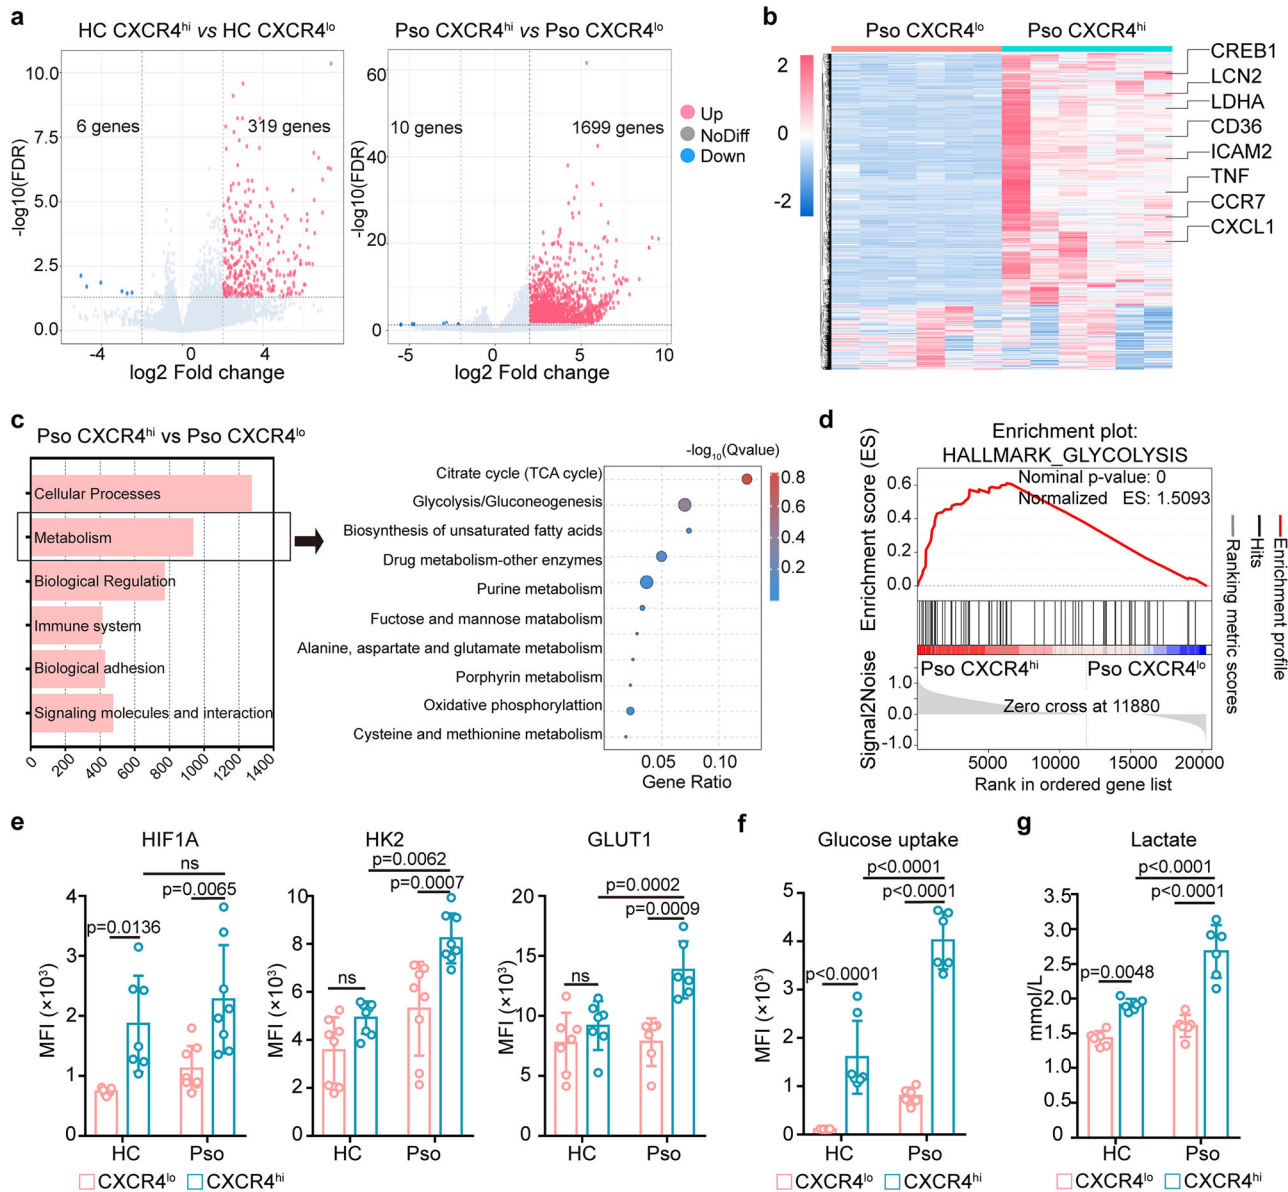 a
HC CXCR4hi vs HC CXCR4lo
-log10(FDR)
10.0
7.5
5.0
2.5
0.0
6 genes
319 genes
-4
0
4
log2 Fold change
Pso CXCR4hi vs Pso CXCR4lo
-log10(FDR)
60
40
20
0
10 genes
1699 genes
-5
0
5
10
log2 Fold change
Up
NoDiff
Down
b
Pso CXCR4lo
Pso CXCR4hi
2
0
-2
CREB1
LCN2
LDHA
CD36
ICAM2
TNF
CCR7
CXCL1
c
Pso CXCR4hi vs Pso CXCR4lo
Cellular Processes
Metabolism
Biological Regulation
Immune system
Biological adhesion
Signaling molecules and interaction
0
200
400
600
800
1000
1200
1400
-log10(Qvalue)
Citrate cycle (TCA cycle)
Glycolysis/Gluconeogenesis
Biosynthesis of unsaturated fatty acids
Drug metabolism-other enzymes
Purine metabolism
Fuctose and mannose matabolism
Alanine, aspartate and glutamate metabolism
Porphyrin metabolism
Oxidative phosphorylattion
Cysteine and methionine metabolism
0.05
0.10
Gene Ratio
0.8
0.6
0.4
0.2
d
Enrichment plot:
HALLMARK_GLYCOLYSIS
Nominal p-value: 0
Normalized ES: 1.5093
Enrichment score (ES)
0.6
0.4
0.2
0.0
Pso CXCR4hi
Pso CXCR4lo
Signal2Noise
1.0
0.0
-1.0
Zero cross at 11880
5000
10000
15000
20000
Rank in ordered gene list
Enrichment profile
Hits
Ranking metric scores
e
HIF1A
ns
p=0.0065
p=0.0136
MFI (×10³)
4
3
2
1
0
HC
Pso
HK2
p=0.0062
p=0.0007
ns
MFI (×10³)
10
8
6
4
2
0
HC
Pso
GLUT1
p=0.0002
p=0.0009
ns
MFI (×10³)
20
15
10
5
0
HC
Pso
CXCR4lo
CXCR4hi
f
Glucose uptake
p<0.0001
p<0.0001
p<0.0001
MFI (×10³)
5
4
3
2
1
0
HC
Pso
CXCR4lo
CXCR4hi
g
Lactate
p<0.0001
p<0.0001
p=0.0048
mmol/L
3.5
3.0
2.5
2.0
1.5
1.0
0.5
0
HC
Pso
CXCR4lo
CXCR4hi